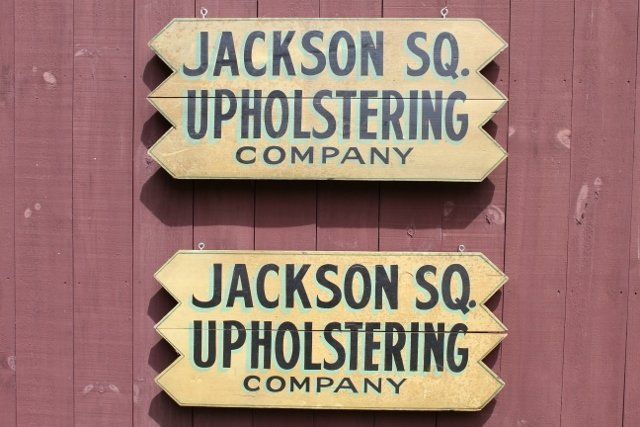 JACKSON SQ.
UPHOLSTERING
COMPANY
JACKSON SQ.
UPHOLSTERING
COMPANY